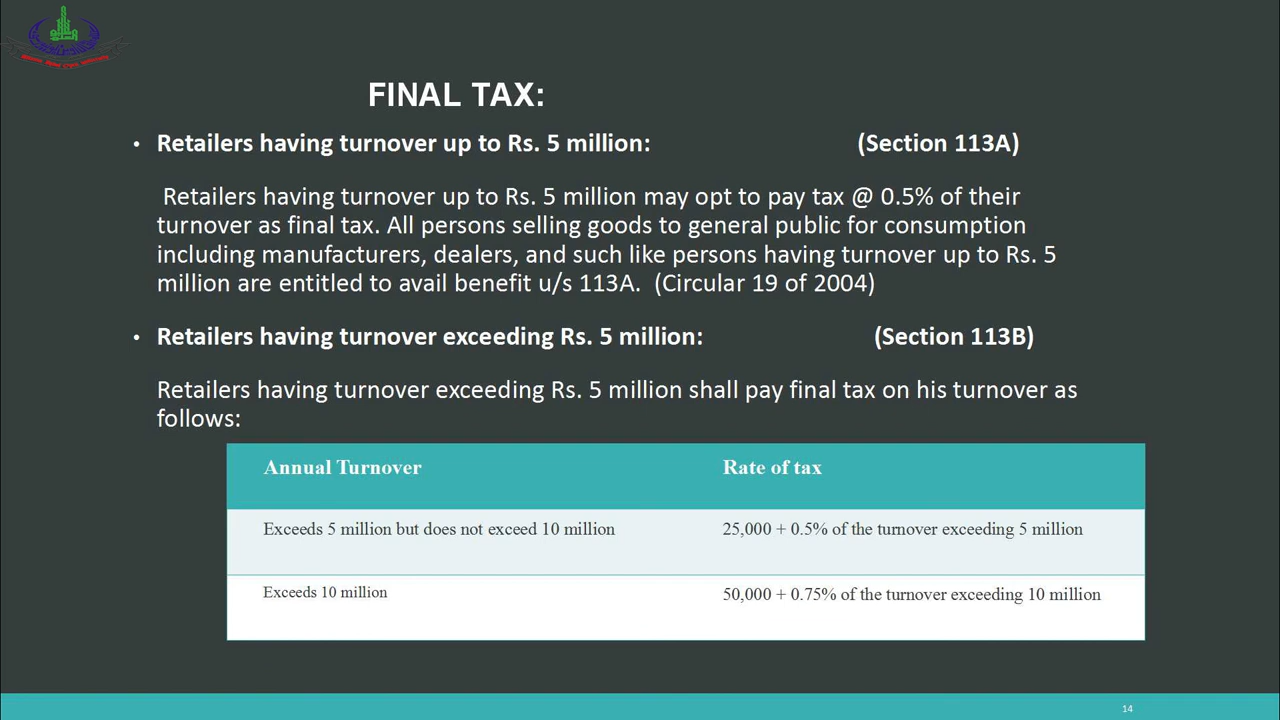 FINAL TAX:
• Retailers having turnover up to Rs. 5 million: (Section 113A)
Retailers having turnover up to Rs. 5 million may opt to pay tax @ 0.5% of their
turnover as final tax. All persons selling goods to general public for consumption
including manufacturers, dealers, and such like persons having turnover up to Rs. 5
million are entitled to avail benefit u/s 113A. (Circular 19 of 2004)
• Retailers having turnover exceeding Rs. 5 million: (Section 113B)
Retailers having turnover exceeding Rs. 5 million shall pay final tax on his turnover as
follows:
Annual Turnover Rate of tax
Exceeds 5 million but does not exceed 10 million 25,000 + 0.5% of the turnover exceeding 5 million
Exceeds 10 million 50,000 + 0.75% of the turnover exceeding 10 million
14